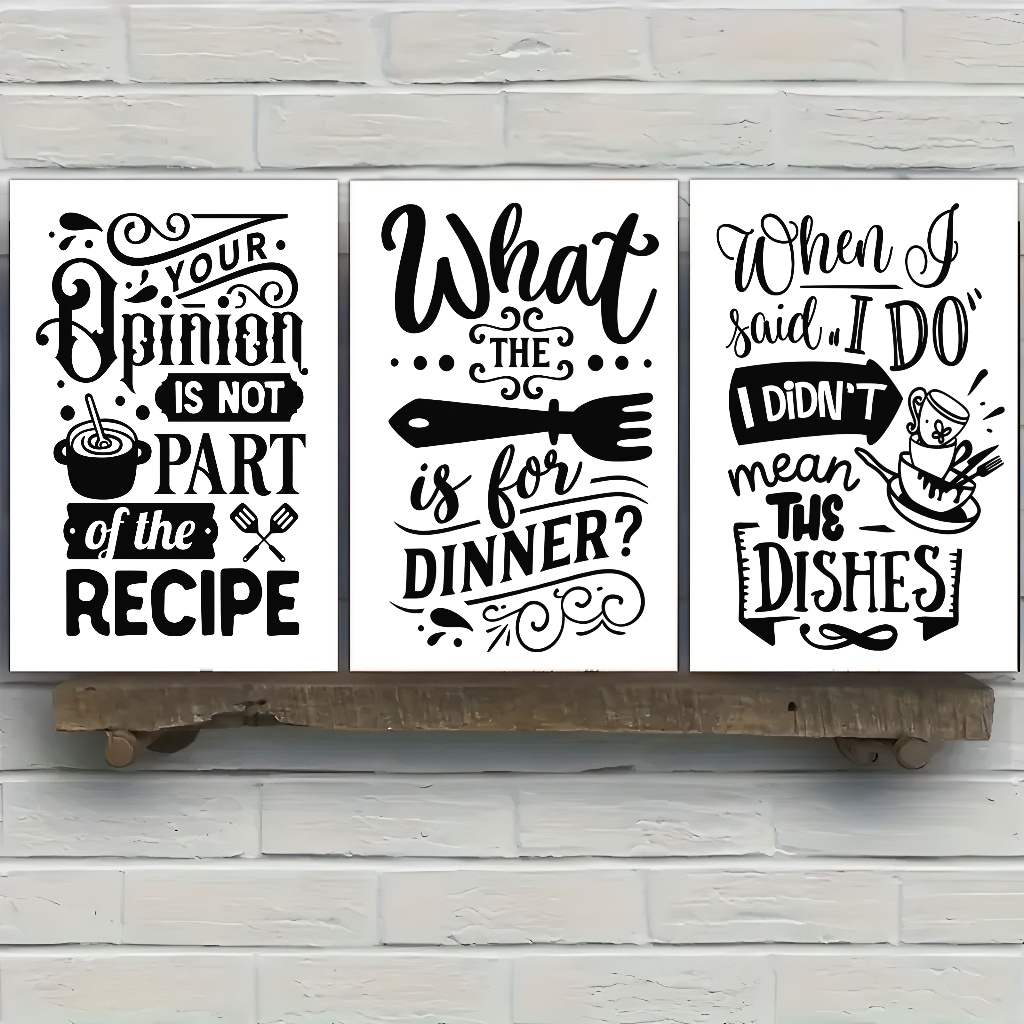 YOUR
Opinion
IS NOT
PART
of the
RECIPE
What
THE
is for
DINNER?
When I
said „I DO"
I DiDN'T
mean
THE
DISHES